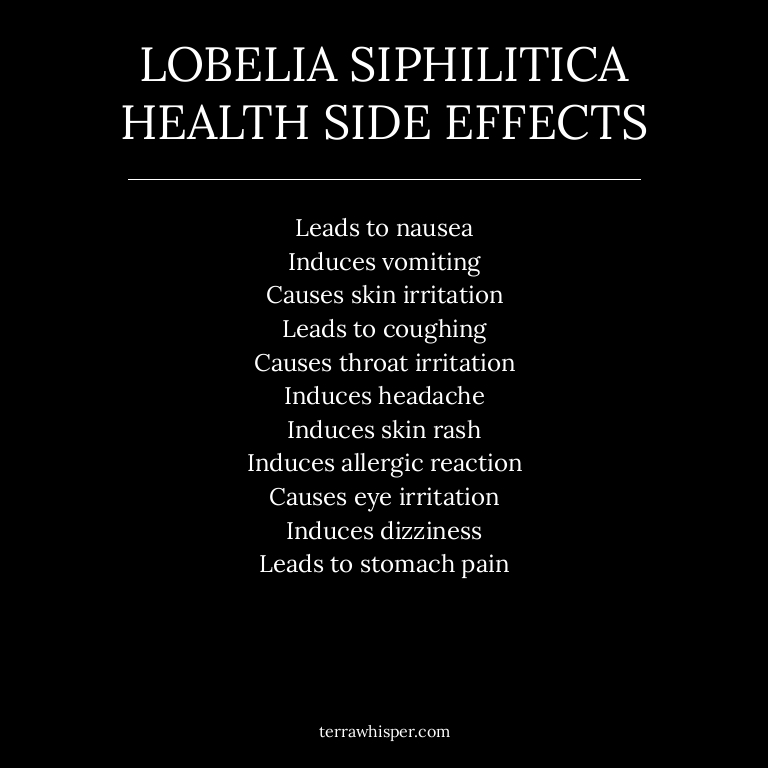 LOBELIA SIPHILITICA
HEALTH SIDE EFFECTS
Leads to nausea
Induces vomiting
Causes skin irritation
Leads to coughing
Causes throat irritation
Induces headache
Induces skin rash
Induces allergic reaction
Causes eye irritation
Induces dizziness
Leads to stomach pain
terrawhisper.com